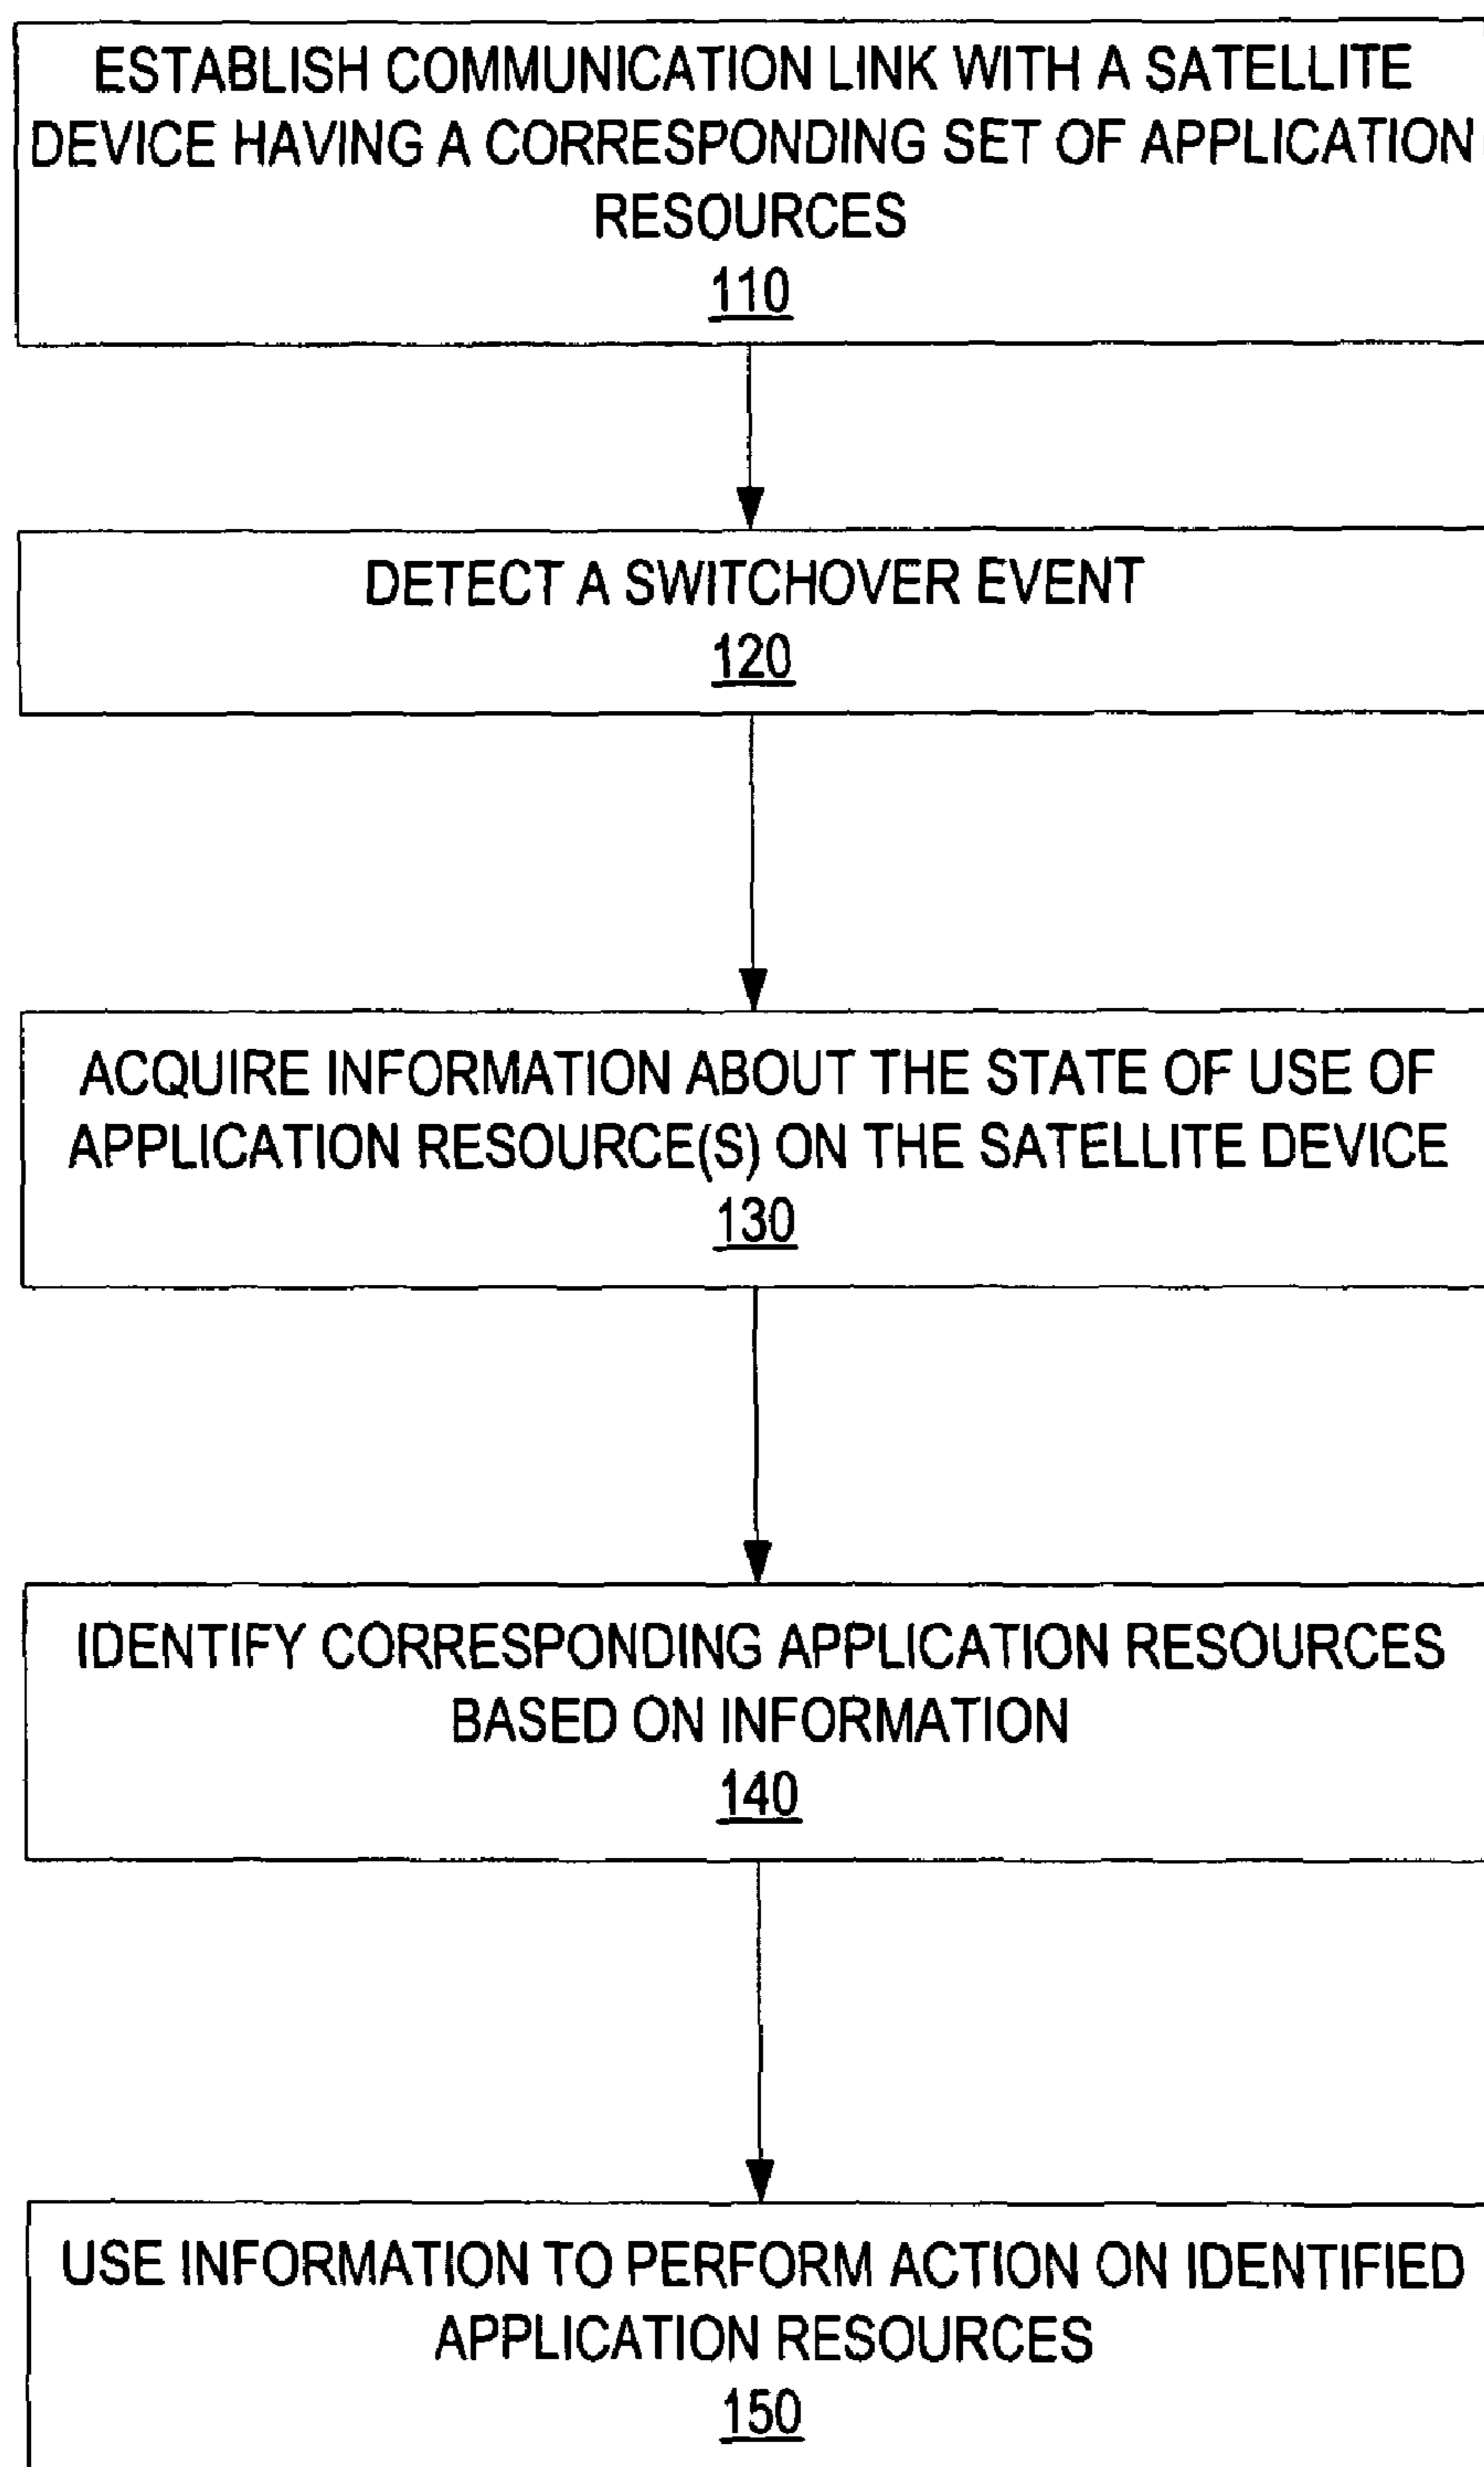 ESTABLISH COMMUNICATION LINK WITH A SATELLITE
DEVICE HAVING A CORRESPONDING SET OF APPLICATION
RESOURCES
110
DETECT A SWITCHOVER EVENT
120
ACQUIRE INFORMATION ABOUT THE STATE OF USE OF
APPLICATION RESOURCE(S) ON THE SATELLITE DEVICE
130
IDENTIFY CORRESPONDING APPLICATION RESOURCES
BASED ON INFORMATION
140
USE INFORMATION TO PERFORM ACTION ON IDENTIFIED
APPLICATION RESOURCES
150